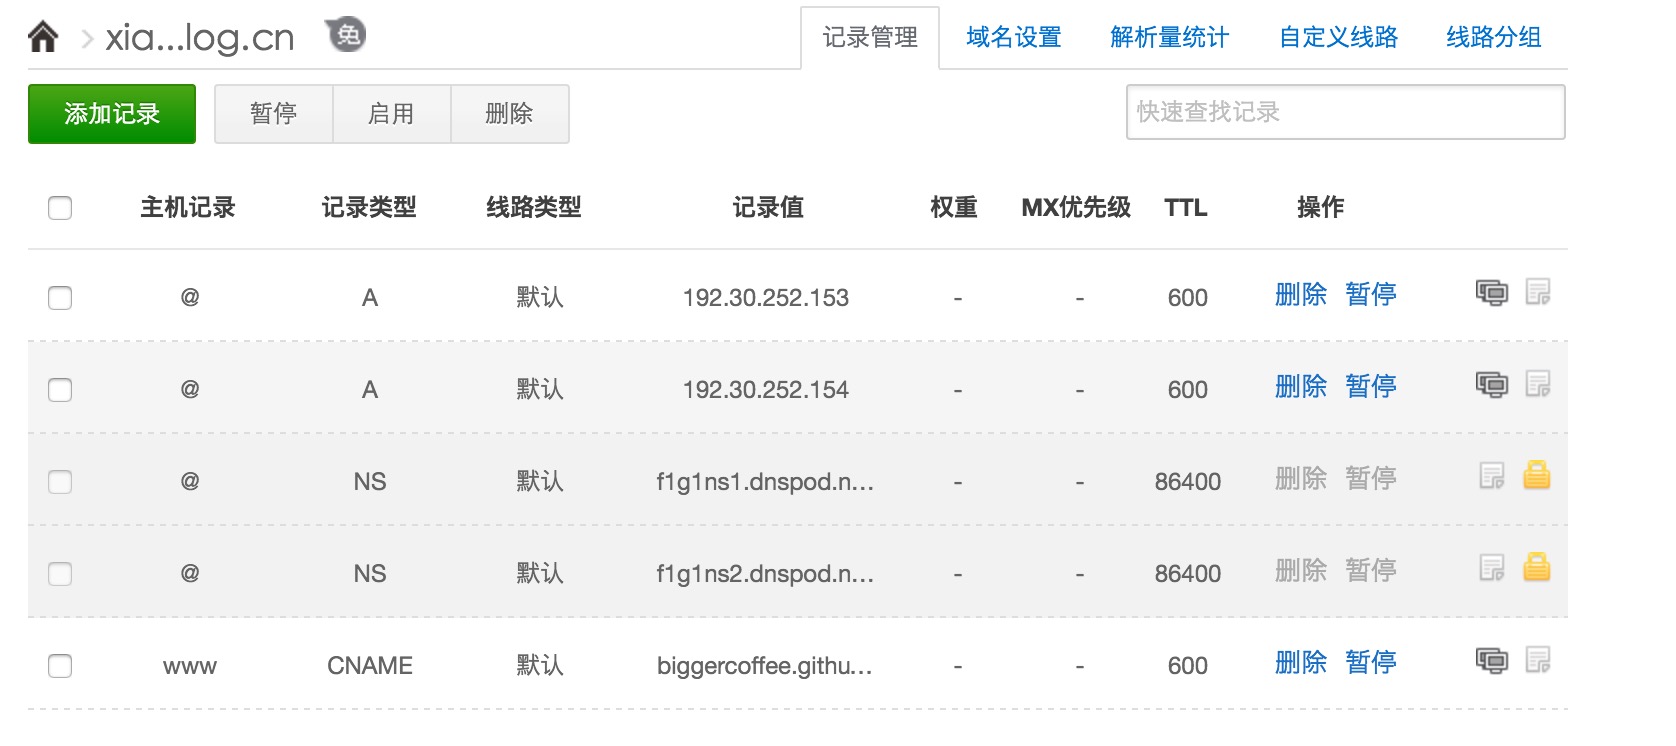 xia...log.cn 免
记录管理 域名设置 解析量统计 自定义线路 线路分组
添加记录 暂停 启用 删除 快速查找记录
主机记录 记录类型 线路类型 记录值 权重 MX优先级 TTL 操作
@ A 默认 192.30.252.153 - - 600 删除 暂停
@ A 默认 192.30.252.154 - - 600 删除 暂停
@ NS 默认 f1g1ns1.dnspod.n... - - 86400 删除 暂停
@ NS 默认 f1g1ns2.dnspod.n... - - 86400 删除 暂停
www CNAME 默认 biggercoffee.githu... - - 600 删除 暂停